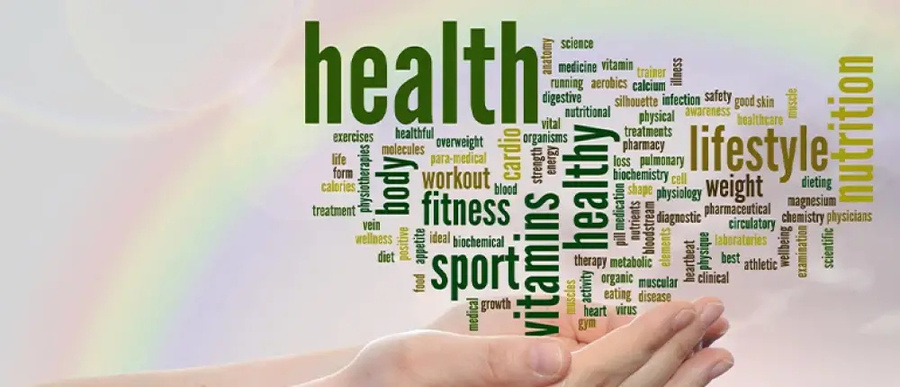 health
anatomy
science
medicine vitamin
trainer
illness
running aerobics
calcium
digestive
silhouette infection
safety
good skin
muscle
nutrition
nutritional
physical
awareness
healthcare
vital
exercises
healthful
overweight
cardio
organisms
treatments
lifestyle
molecules
pharmacy
life
physiotherapies
body
para-medical
strength
energy
healthy
loss
pulmonary
form
workout
biochemistry
cell
calories
blood
shape
physiology
weight
dieting
treatment
fitness
vitamins
medication
nutrients
bloodstream
diagnostic
pharmaceutical
magnesium
chemistry
physicians
vein
circulatory
wellness
positive
appetite
ideal
biochemical
pill
elements
laboratories
wellbeing
examination
scientific
diet
sport
therapy
metabolic
heartbeat
physique
best
athletic
food
activity
organic
muscular
clinical
muscles
eating
disease
medical
growth
heart
virus
gym